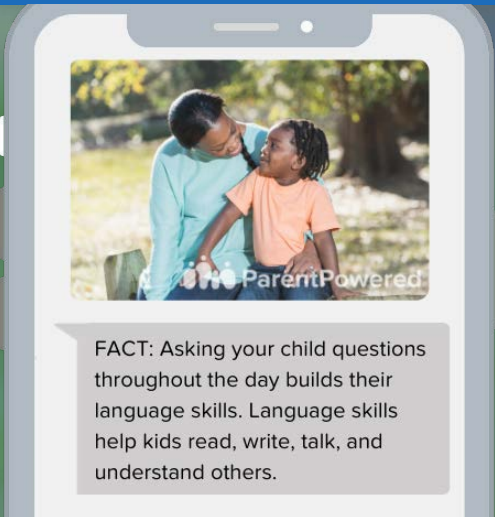 ParentPowered
FACT: Asking your child questions
throughout the day builds their
language skills. Language skills
help kids read, write, talk, and
understand others.